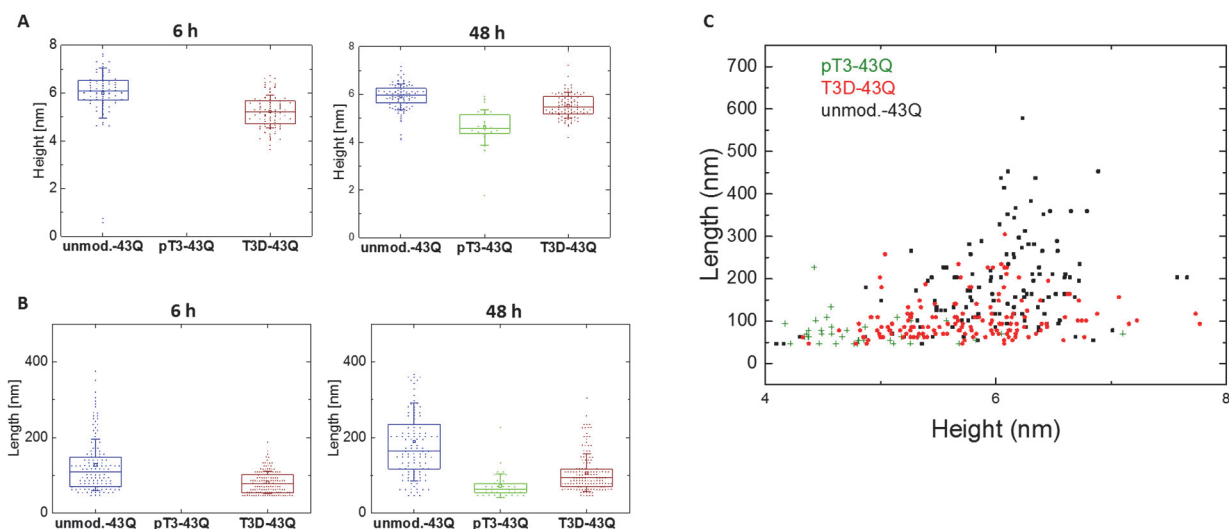 A
6 h
8
6
4
2
0
Height [nm]
unmod.-43Q pT3-43Q T3D-43Q
48 h
8
6
4
2
0
Height [nm]
unmod.-43Q pT3-43Q T3D-43Q
B
6 h
400
200
0
Length [nm]
unmod.-43Q pT3-43Q T3D-43Q
48 h
400
200
0
Length [nm]
unmod.-43Q pT3-43Q T3D-43Q
C
pT3-43Q
T3D-43Q
unmod.-43Q
700
600
500
400
300
200
100
0
Length (nm)
4 6 8
Height (nm)